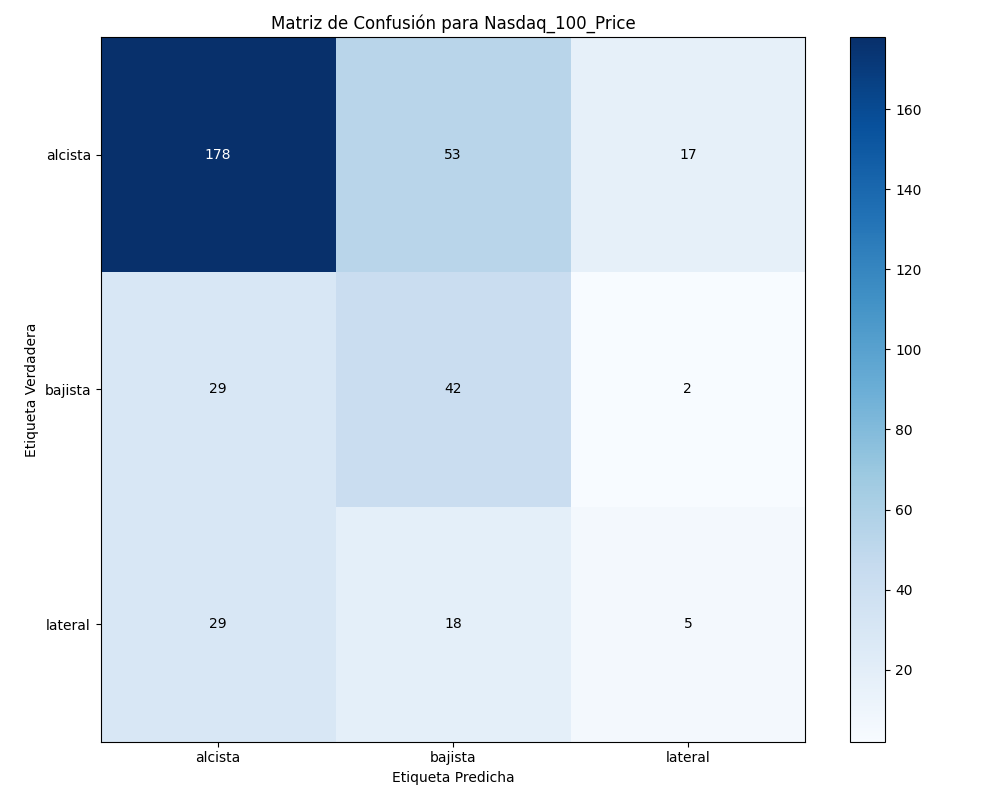 Matriz de Confusión para Nasdaq_100_Price
Etiqueta Verdadera
alcista
178
53
17
bajista
29
42
2
lateral
29
18
5
alcista
bajista
lateral
Etiqueta Predicha
160
140
120
100
80
60
40
20